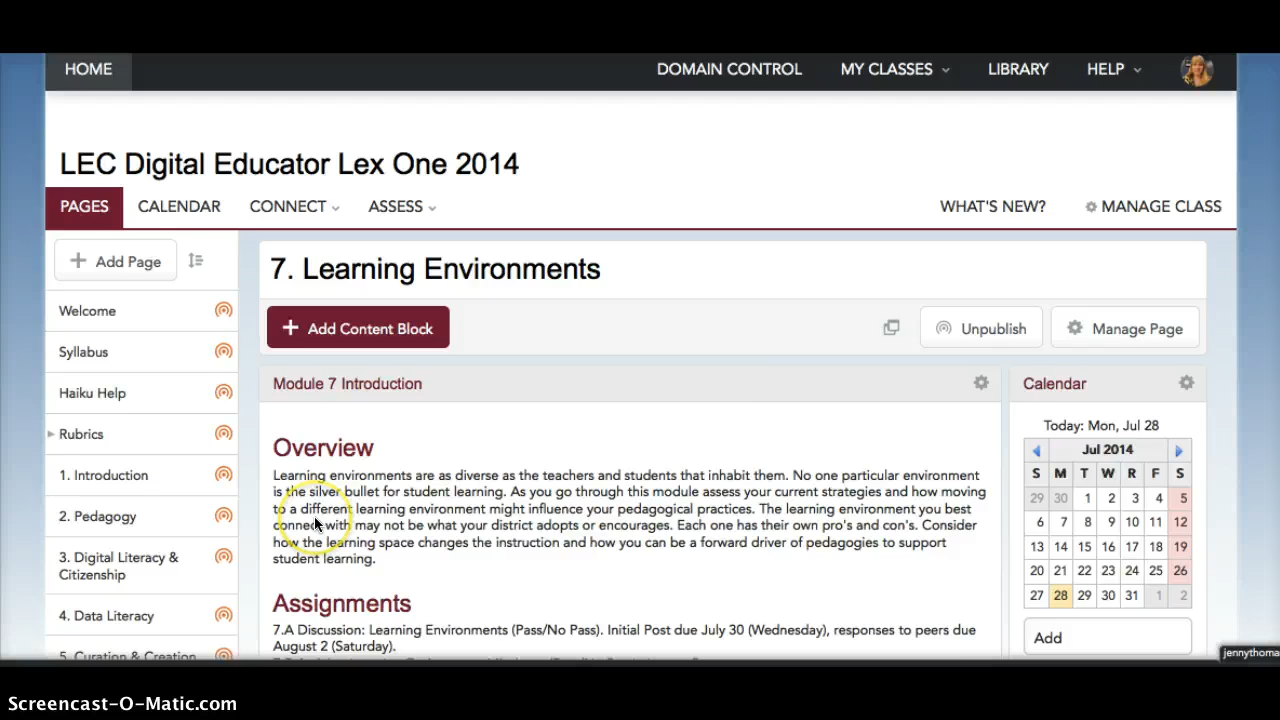 HOME
DOMAIN CONTROL
MY CLASSES
LIBRARY
HELP
LEC Digital Educator Lex One 2014
PAGES
CALENDAR
CONNECT
ASSESS
WHAT'S NEW?
MANAGE CLASS
Add Page
Welcome
Syllabus
Haiku Help
Rubrics
1. Introduction
2. Pedagogy
3. Digital Literacy &
Citizenship
4. Data Literacy
5. Curation & Creation
7. Learning Environments
Add Content Block
Unpublish
Manage Page
Module 7 Introduction
Overview
Learning environments are as diverse as the teachers and students that inhabit them. No one particular environment
is the silver bullet for student learning. As you go through this module assess your current strategies and how moving
to a different learning environment might influence your pedagogical practices. The learning environment you best
connect with may not be what your district adopts or encourages. Each one has their own pro's and con's. Consider
how the learning space changes the instruction and how you can be a forward driver of pedagogies to support
student learning.
Assignments
7.A Discussion: Learning Environments (Pass/No Pass). Initial Post due July 30 (Wednesday), responses to peers due
August 2 (Saturday).
Calendar
Today: Mon, Jul 28
Jul 2014
S M T W R F S
29 30 1 2 3 4 5
6 7 8 9 10 11 12
13 14 15 16 17 18 19
20 21 22 23 24 25 26
27 28 29 30 31 1 2
Add
jennythoma
Screencast-O-Matic.com